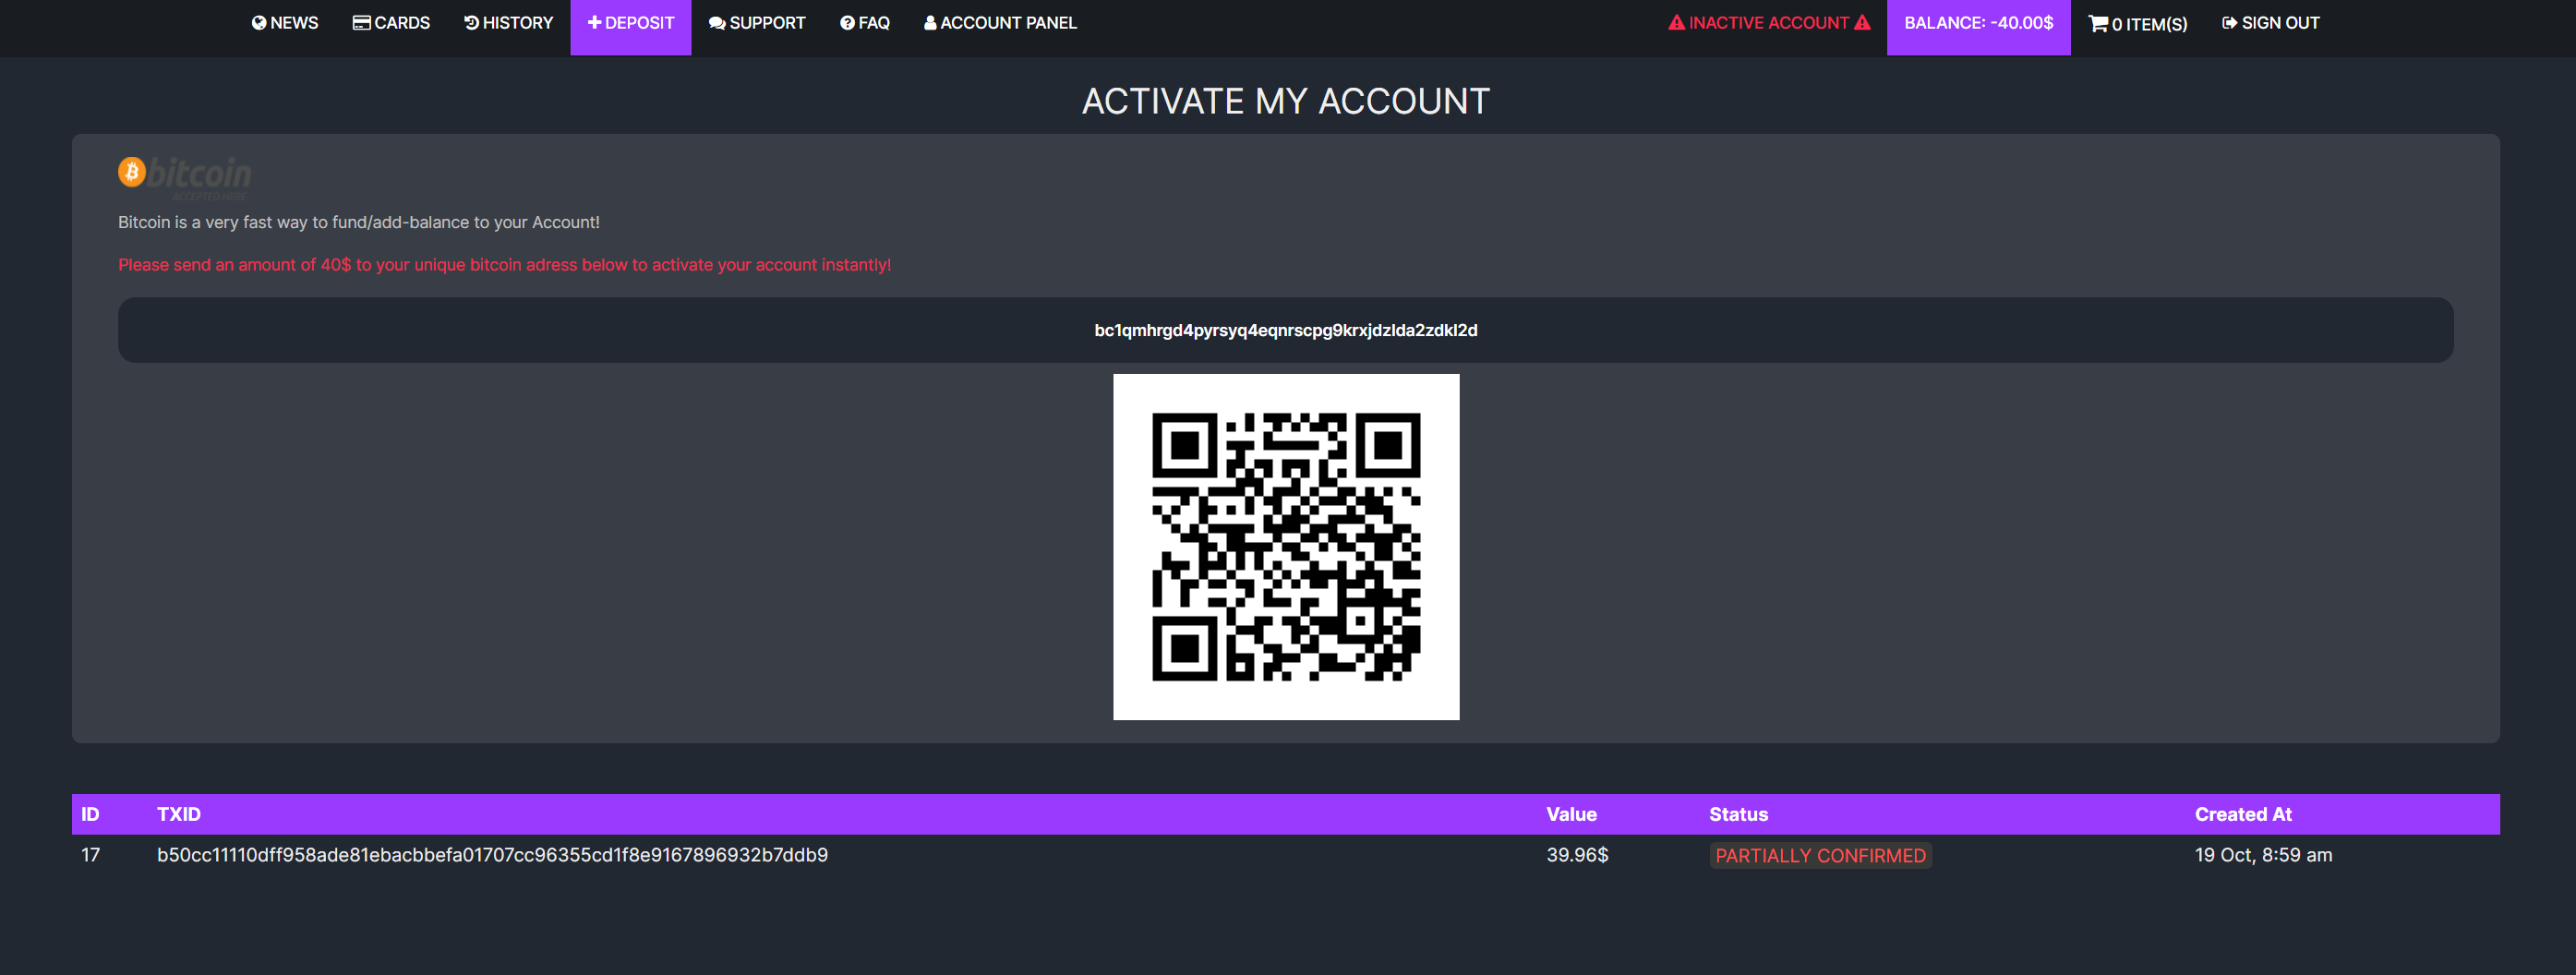 NEWS CARDS HISTORY DEPOSIT SUPPORT FAQ ACCOUNT PANEL INACTIVE ACCOUNT BALANCE: -40.00$ 0 ITEM(S) SIGN OUT
ACTIVATE MY ACCOUNT
bitcoin
ACCEPTED HERE
Bitcoin is a very fast way to fund/add-balance to your Account!
Please send an amount of 40$ to your unique bitcoin adress below to activate your account instantly!
bc1qmhrgd4pyrsyq4eqnrscpg9krxjdzlda2zdkl2d
ID TXID Value Status Created At
17 b50cc11110dff958ade81ebacbbefa01707cc96355cd1f8e9167896932b7ddb9 39.96$ PARTIALLY CONFIRMED 19 Oct, 8:59 am